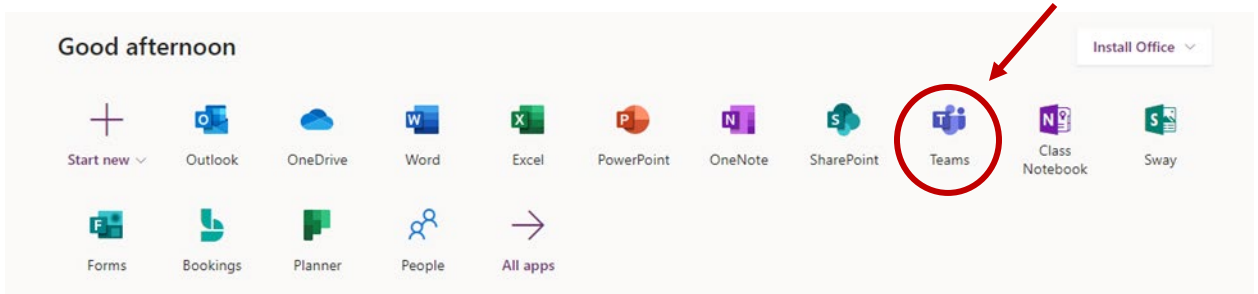 Good afternoon
Install Office
Start new
Outlook
OneDrive
Word
Excel
PowerPoint
OneNote
SharePoint
Teams
Class
Notebook
Sway
Forms
Bookings
Planner
People
All apps